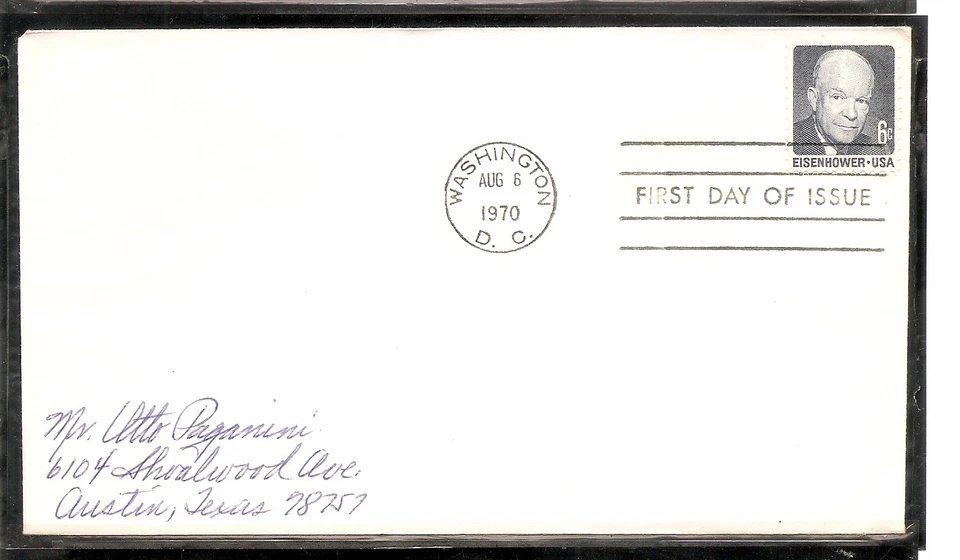 6c
EISENHOWER · USA
WASHINGTON
AUG 6
1970
D. C.
FIRST DAY OF ISSUE
Mr. Otto Paganini
6104 Shoalwood Ave.
Austin, Texas 78757